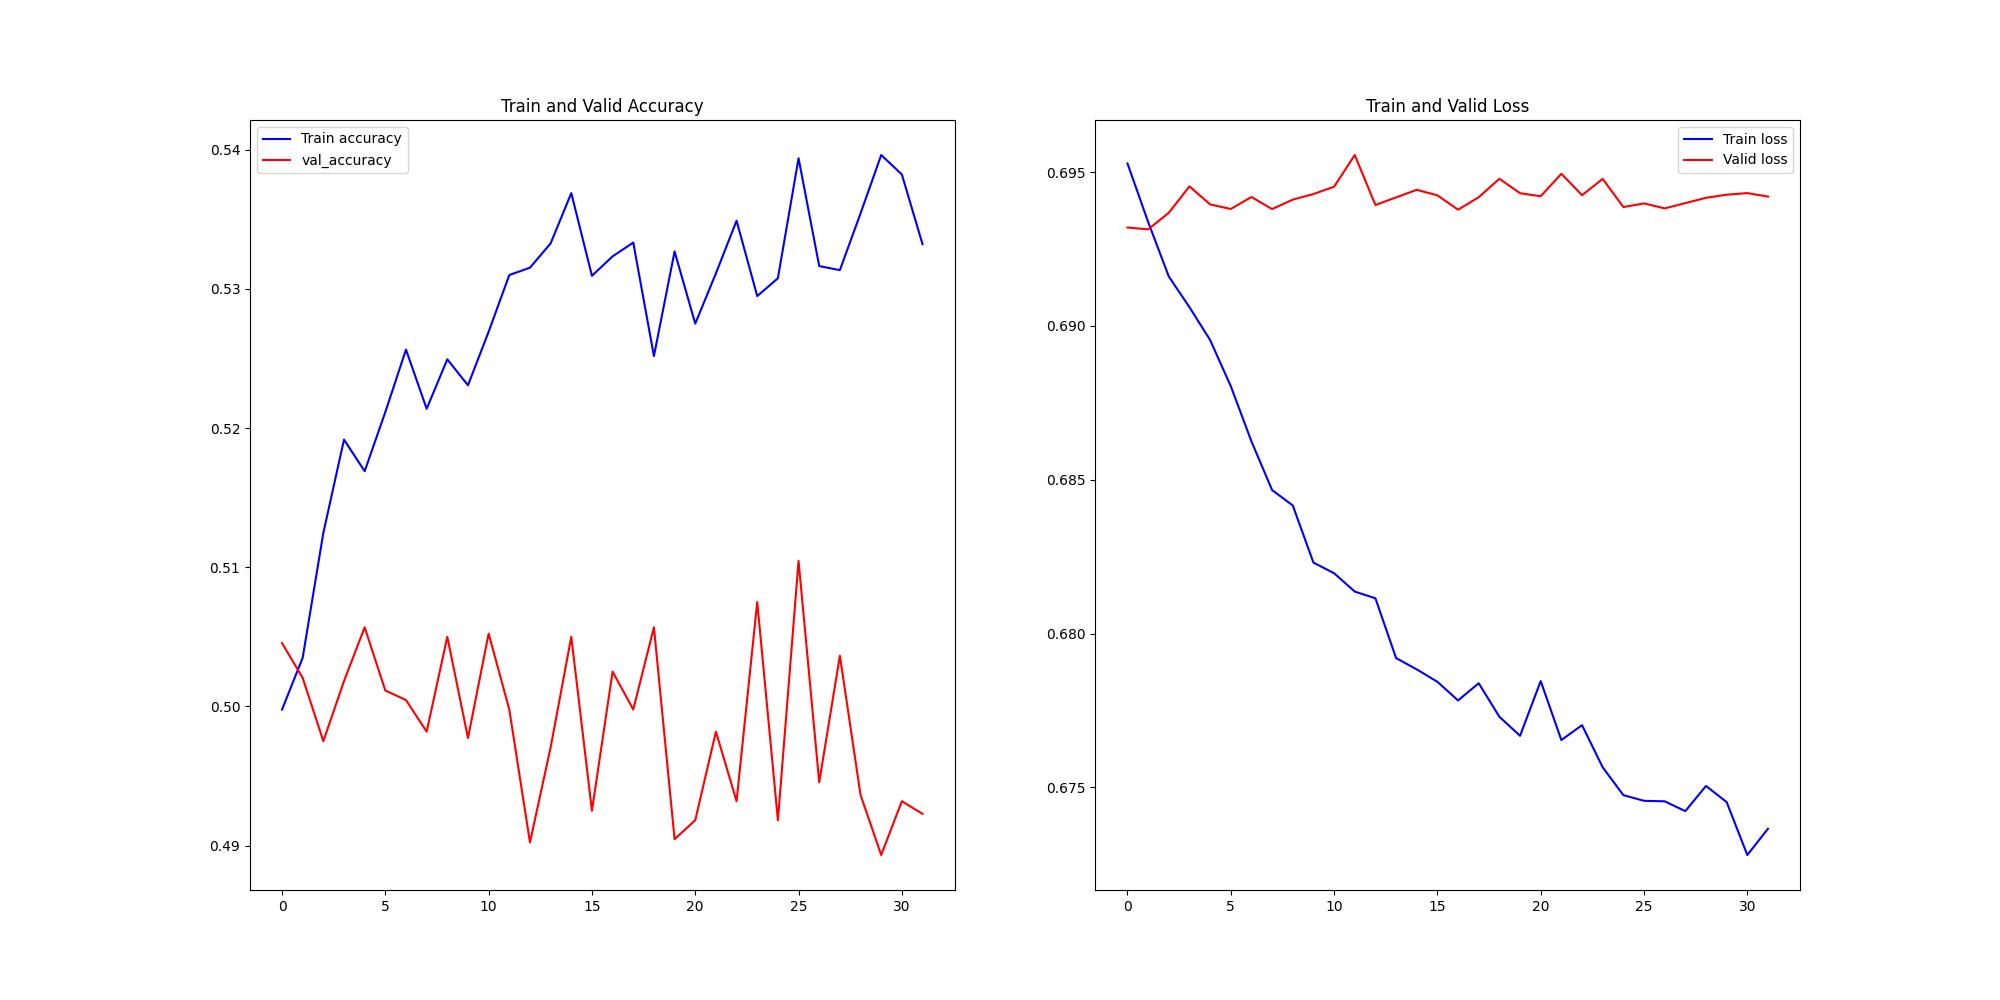 Train and Valid Accuracy
Train accuracy
val_accuracy
0.54
0.53
0.52
0.51
0.50
0.49
0 5 10 15 20 25 30
Train and Valid Loss
Train loss
Valid loss
0.695
0.690
0.685
0.680
0.675
0 5 10 15 20 25 30